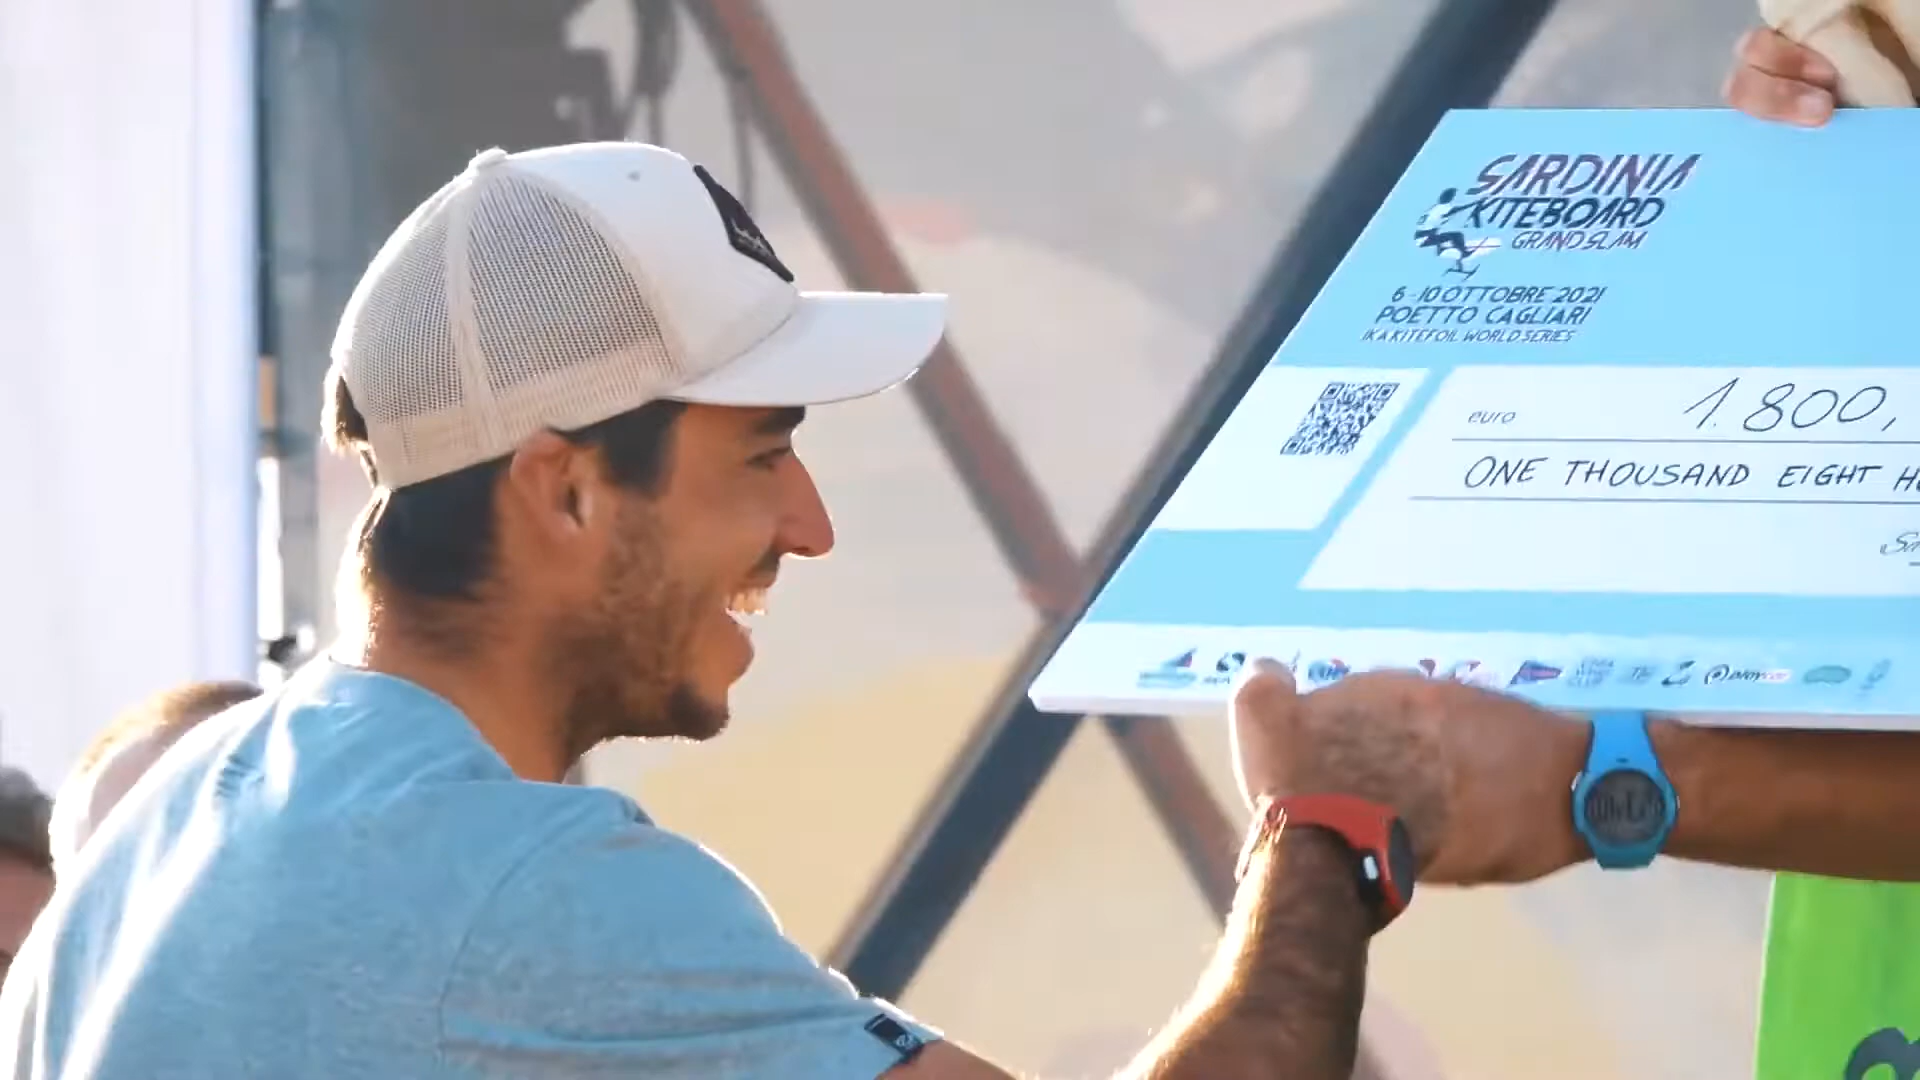 SARDINIA
KITEBOARD
GRAND SLAM
6-10 OTTOBRE 2021
POETTO CAGLIARI
IKA KITEFOIL WORLD SERIES
euro 1.800,
ONE THOUSAND EIGHT